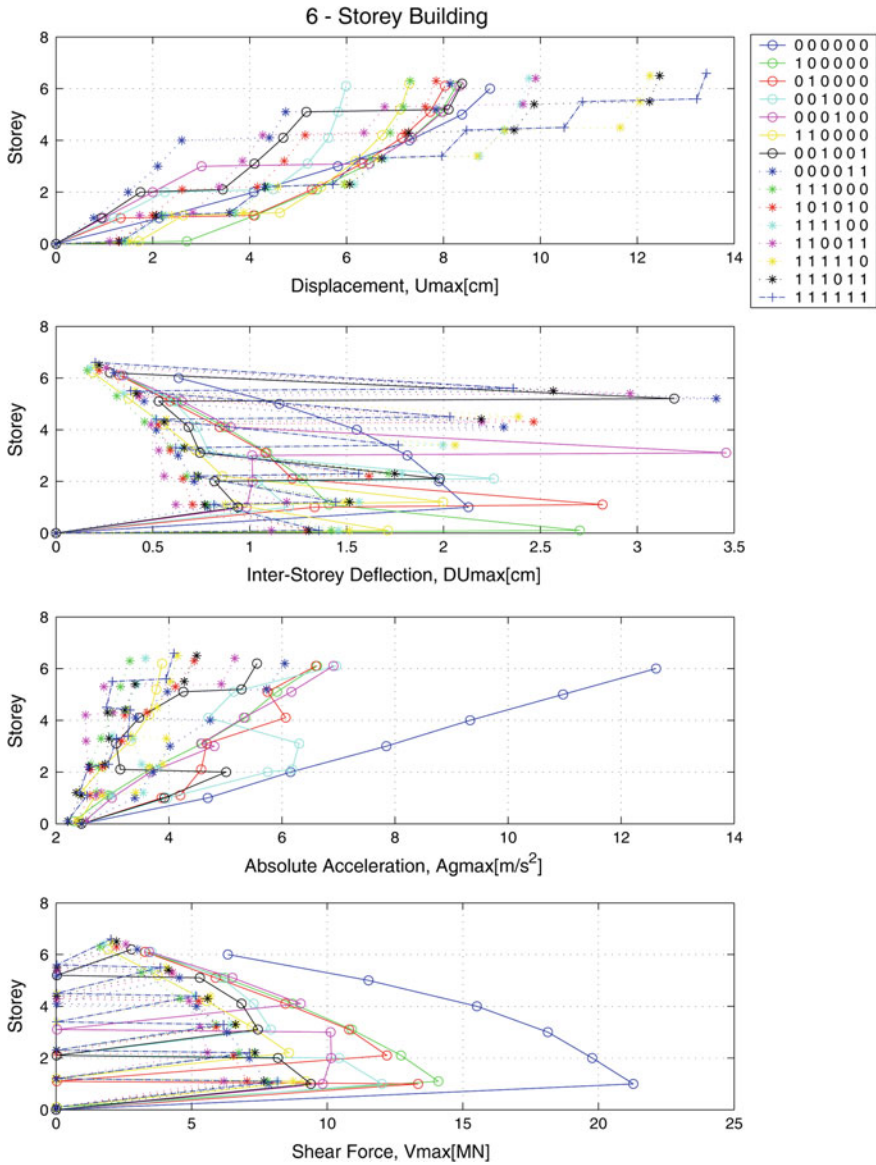 6 - Storey Building
8
6
4
2
0
Storey
0
2
4
6
8
10
12
14
Displacement, Umax[cm]
0 0 0 0 0 0
1 0 0 0 0 0
0 1 0 0 0 0
0 0 1 0 0 0
0 0 0 1 0 0
1 1 0 0 0 0
0 0 1 0 0 1
0 0 0 0 1 1
1 1 1 0 0 0
1 0 1 0 1 0
1 1 1 1 0 0
1 1 0 0 1 1
1 1 1 1 1 0
1 1 1 0 1 1
1 1 1 1 1 1
8
6
4
2
0
Storey
0
0.5
1
1.5
2
2.5
3
3.5
Inter-Storey Deflection, DUmax[cm]
8
6
4
2
0
Storey
2
4
6
8
10
12
14
Absolute Acceleration, Agmax[m/s²]
8
6
4
2
0
Storey
0
5
10
15
20
25
Shear Force, Vmax[MN]